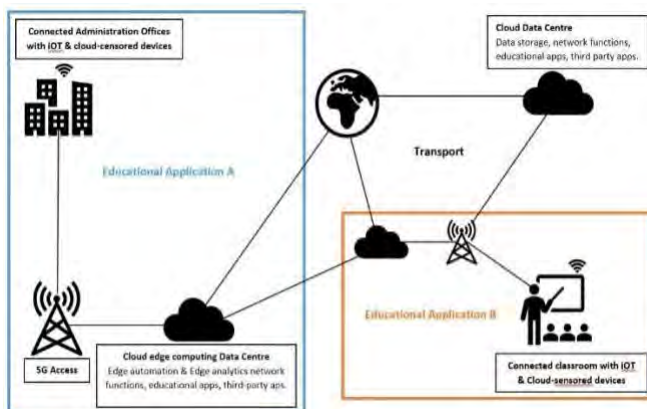 Connected Administration Offices
with iOT & cloud-censored devices
Cloud Data Centre
Data storage, network functions,
educational apps, third party apps.
Transport
Educational Application A
Educational Application B
5G Access
Cloud edge computing Data Centre
Edge automation & Edge analytics network
functions, educational apps, third-party aps.
Connected classroom with iOT
& Cloud-sensored devices